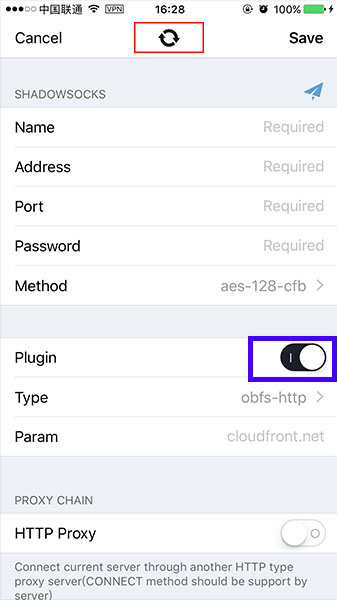 中国联通 VPN 16:28 100%
Cancel Save
SHADOWSOCKS
Name Required
Address Required
Port Required
Password Required
Method aes-128-cfb
Plugin
Type obfs-http
Param cloudfront.net
PROXY CHAIN
HTTP Proxy
Connect current server through another HTTP type
proxy server(CONNECT method should be support by
server)